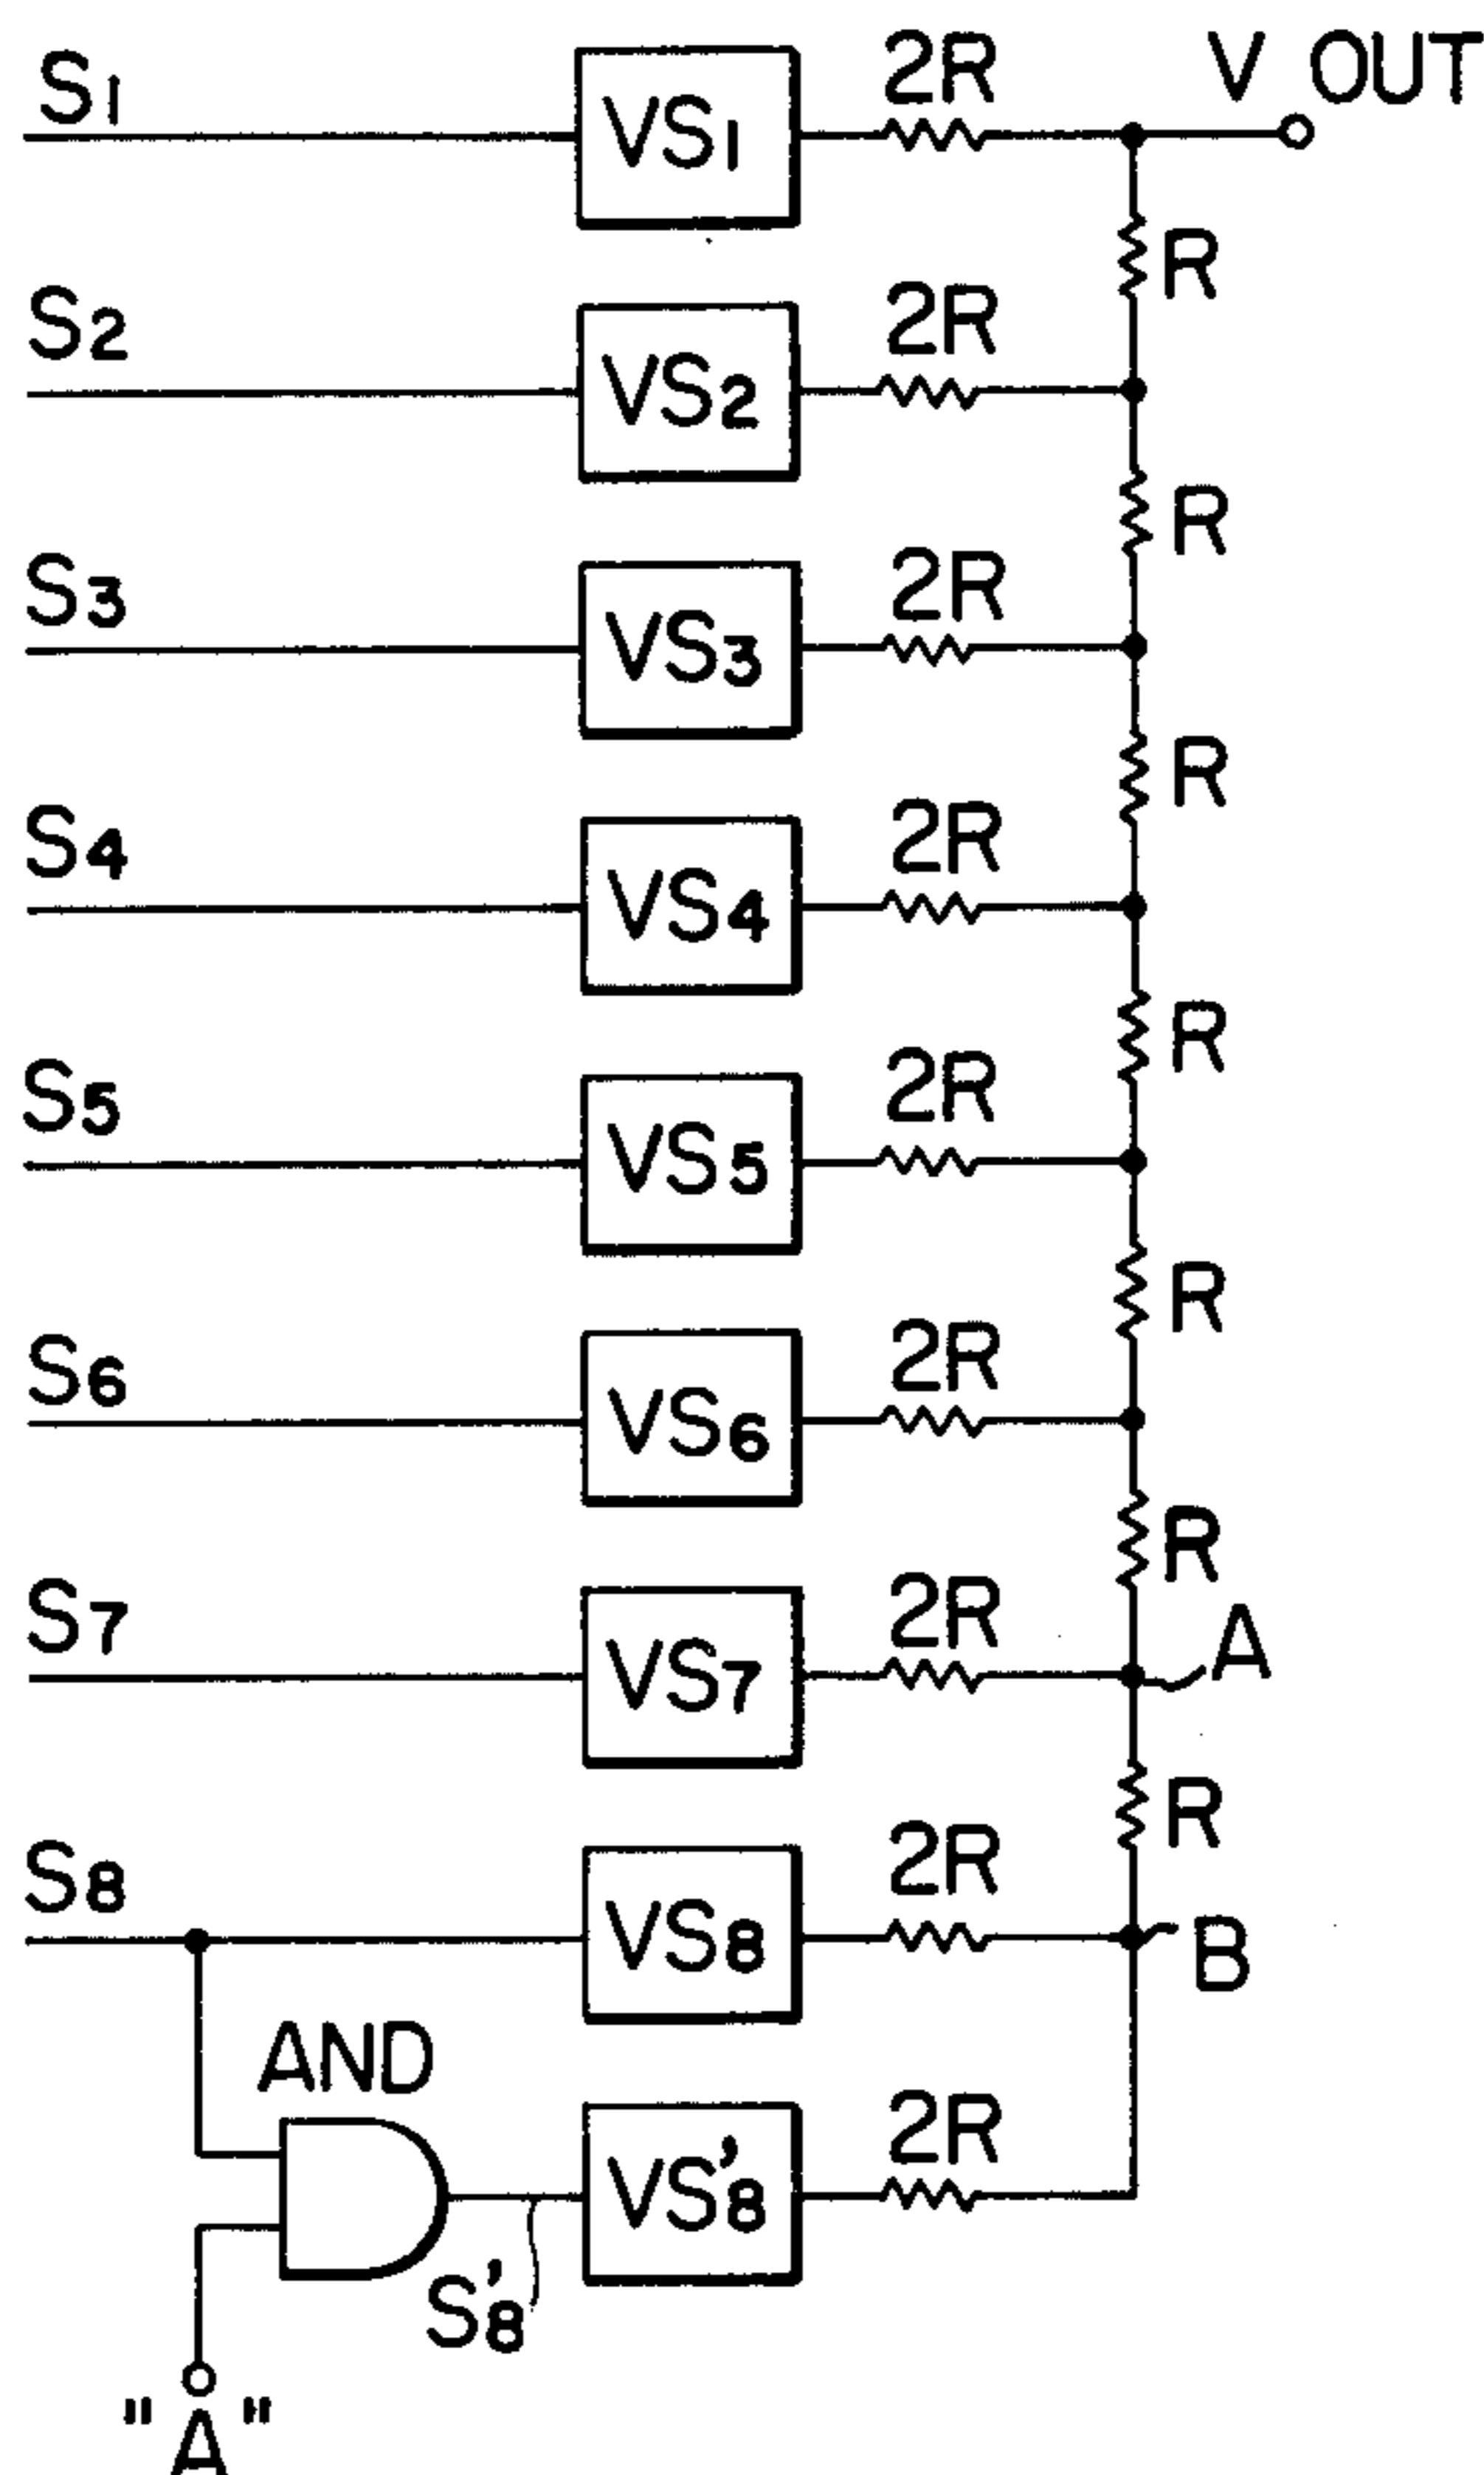 S1 VS1 2R V OUT
R
S2 VS2 2R
R
S3 VS3 2R
R
S4 VS4 2R
R
S5 VS5 2R
R
S6 VS6 2R
R
S7 VS7 2R A
R
S8 VS8 2R B
AND
VS'8 2R
S'8
"A"